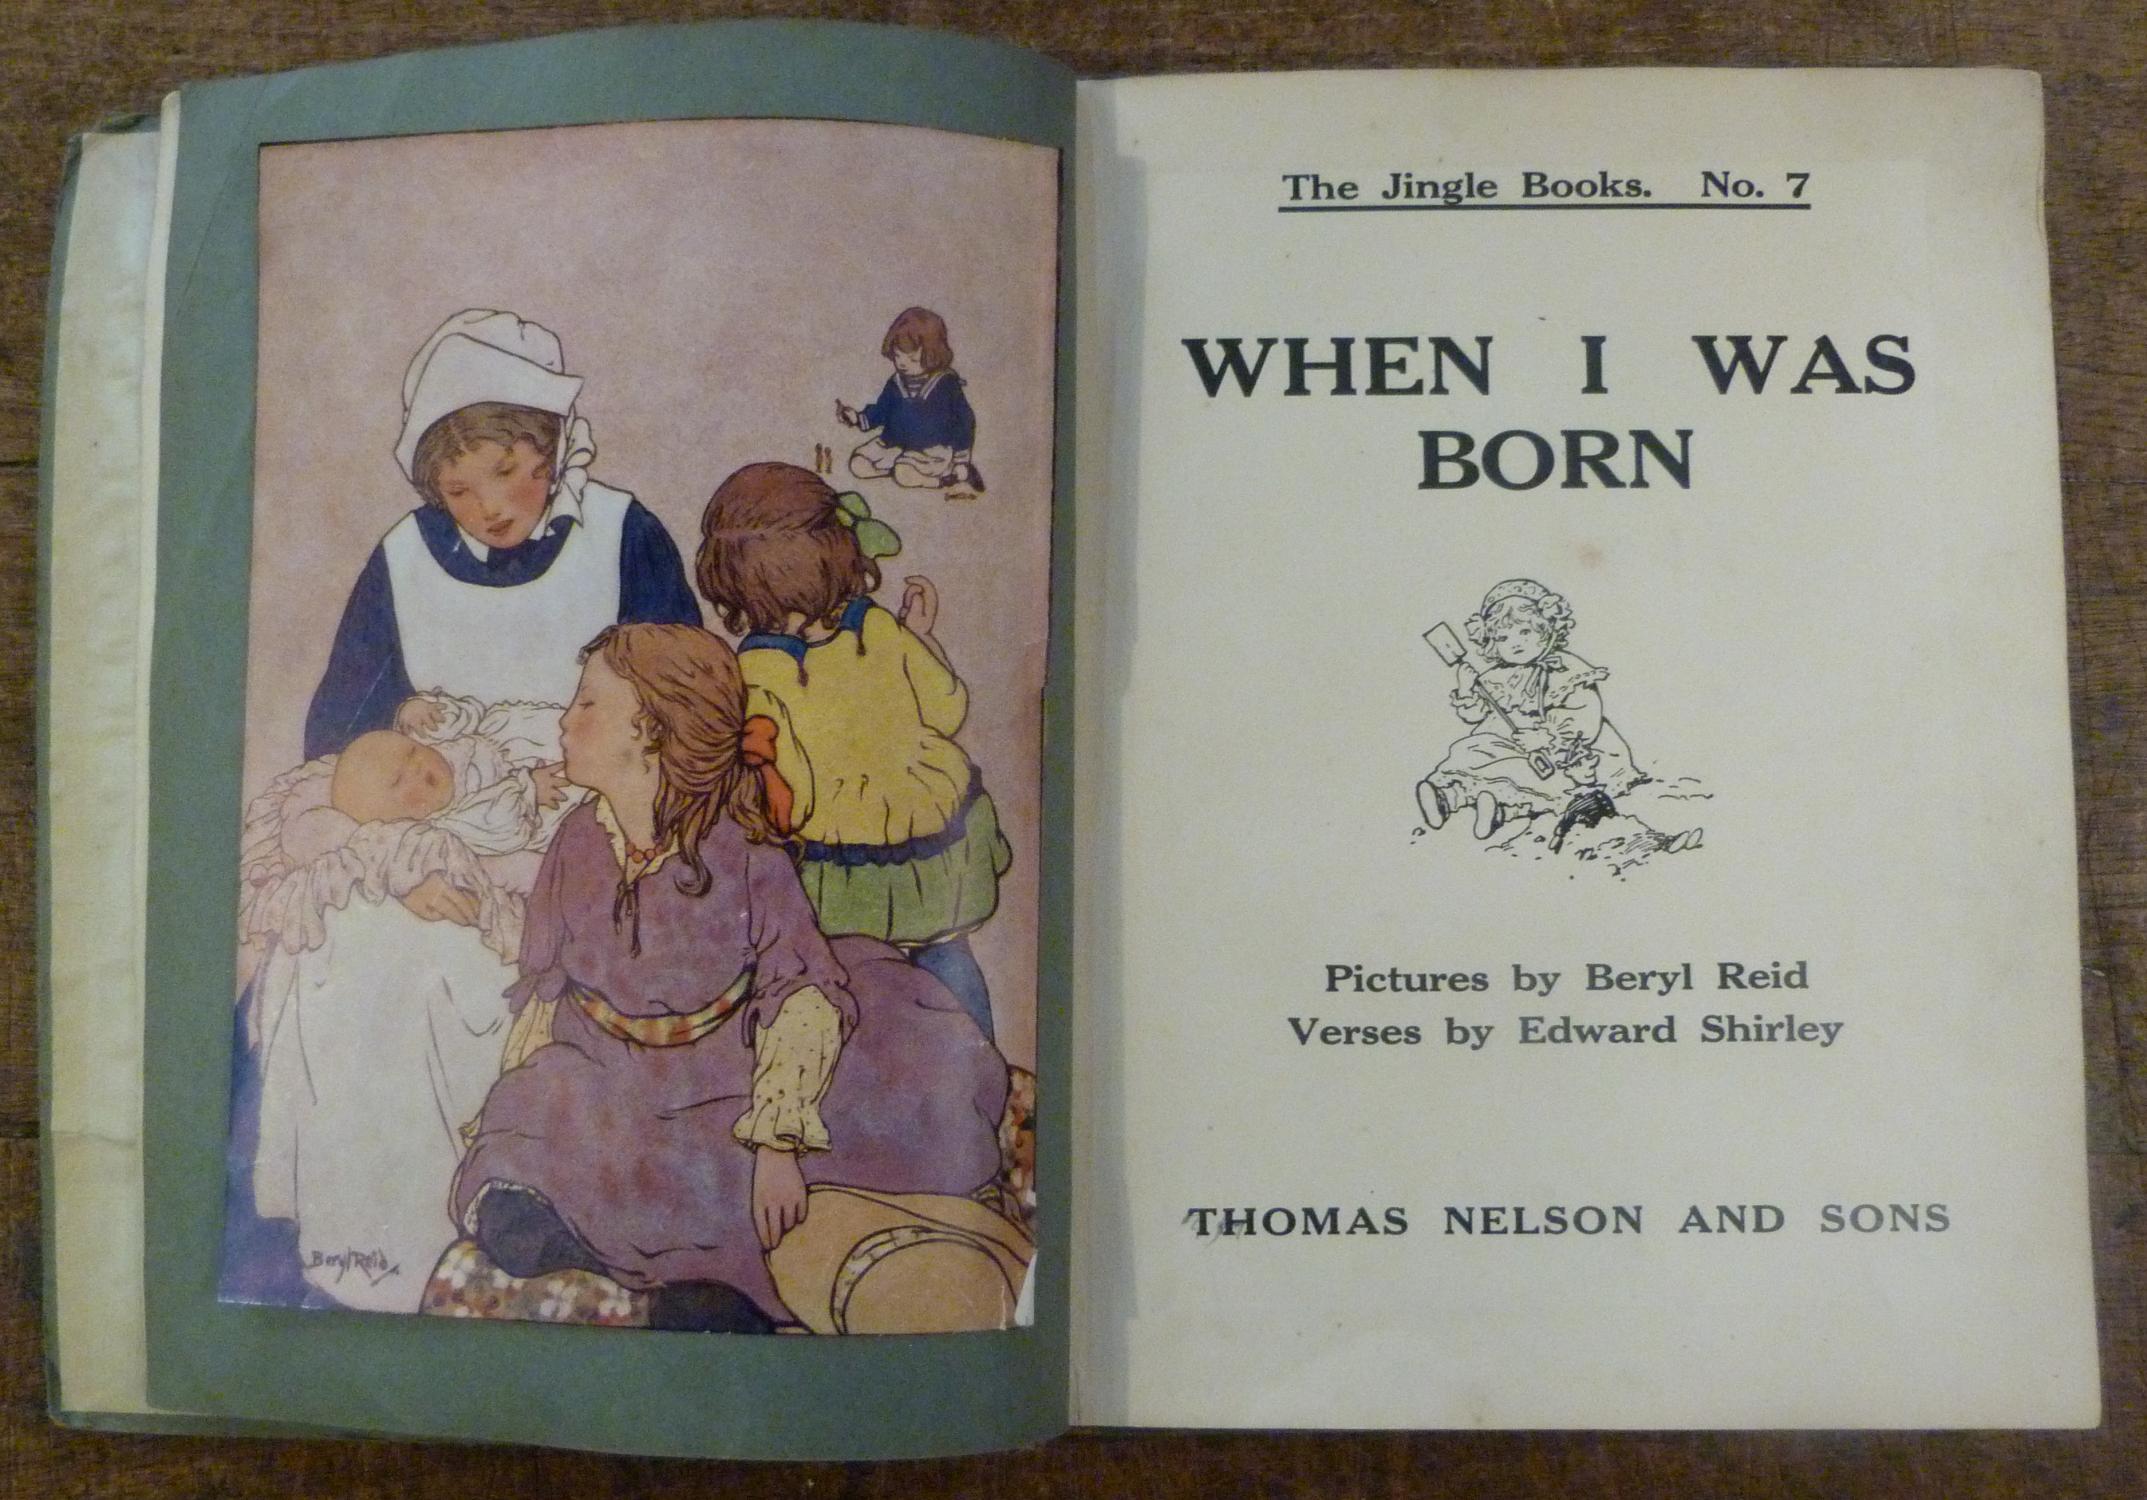 Beryl Reid
The Jingle Books. No. 7
WHEN I WAS
BORN
Pictures by Beryl Reid
Verses by Edward Shirley
THOMAS NELSON AND SONS